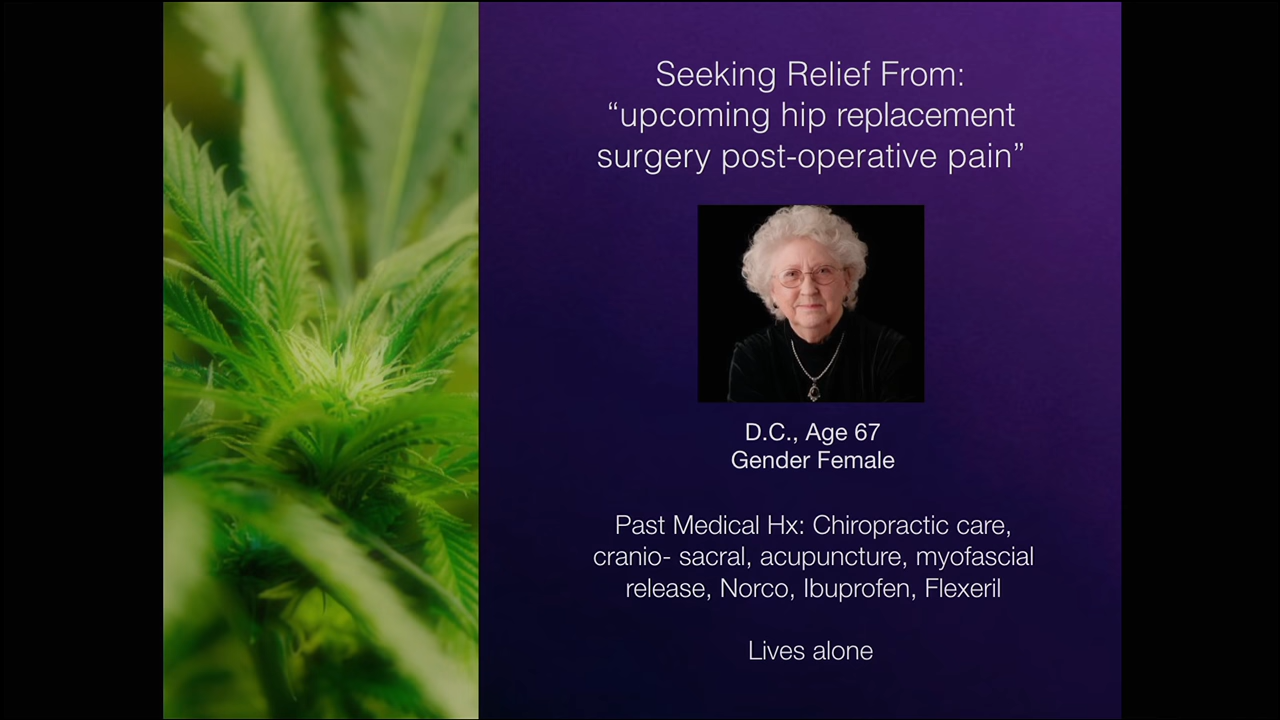 Seeking Relief From:
“upcoming hip replacement
surgery post-operative pain”
D.C., Age 67
Gender Female
Past Medical Hx: Chiropractic care,
cranio- sacral, acupuncture, myofascial
release, Norco, Ibuprofen, Flexeril
Lives alone